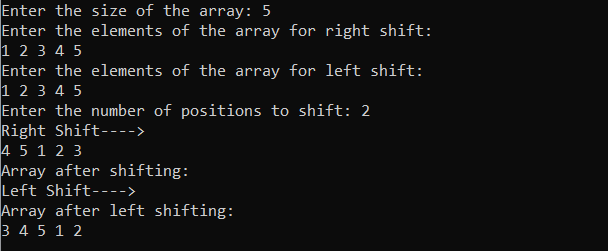 Enter the size of the array: 5
Enter the elements of the array for right shift:
1 2 3 4 5
Enter the elements of the array for left shift:
1 2 3 4 5
Enter the number of positions to shift: 2
Right Shift---->
4 5 1 2 3
Array after shifting:
Left Shift---->
Array after left shifting:
3 4 5 1 2